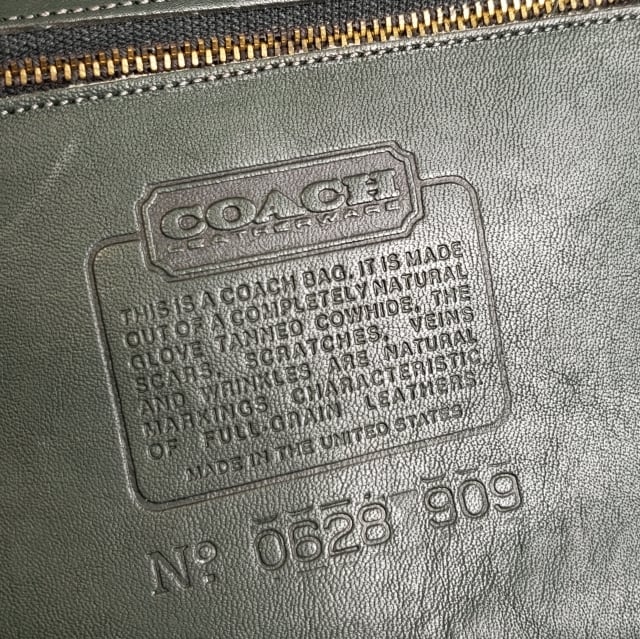 COACH
LEATHERWARE
THIS IS A COACH BAG. IT IS MADE
OUT OF A COMPLETELY NATURAL
GLOVE TANNED COWHIDE. THE
SCARS, SCRATCHES, VEINS
AND WRINKLES ARE NATURAL
MARKINGS CHARACTERISTIC
OF FULL-GRAIN LEATHERS.
MADE IN THE UNITED STATES
No 0628 909